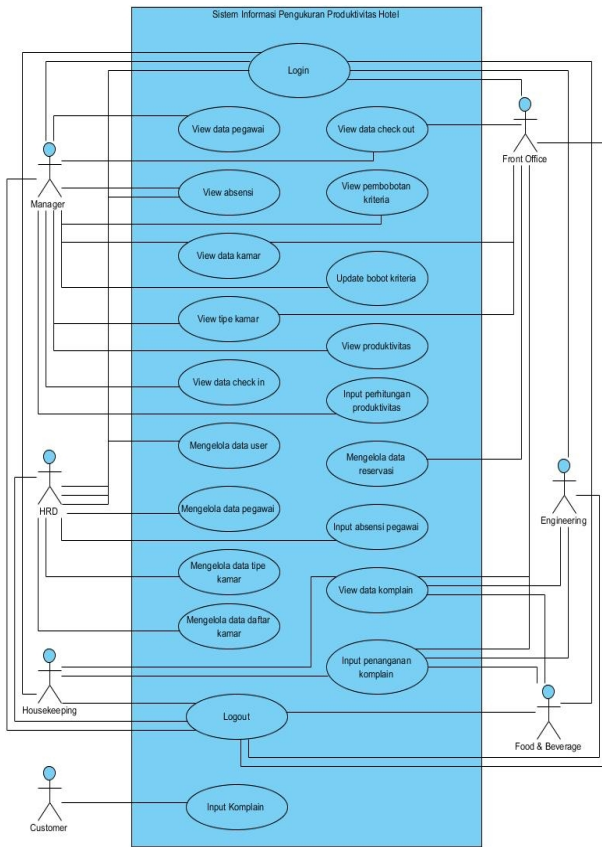 Sistem Informasi Pengukuran Produktivitas Hotel
Login
View data pegawai
View data check out
Front Office
Manager
View absensi
View pembobotan
kriteria
View data kamar
Update bobot kriteria
View tipe kamar
View produktivitas
View data check in
Input perhitungan
produktivitas
Mengelola data user
Mengelola data
reservasi
HRD
Mengelola data pegawai
Input absensi pegawai
Engineering
Mengelola data tipe
kamar
View data komplain
Mengelola data daftar
kamar
Input penanganan
komplain
Housekeeping
Logout
Food & Beverage
Input Komplain
Customer